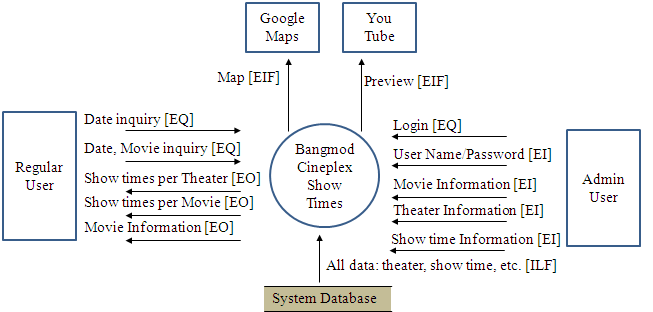 Google
Maps
You
Tube
Map [EIF]
Preview [EIF]
Regular
User
Date inquiry [EQ]
Date, Movie inquiry [EQ]
Show times per Theater [EO]
Show times per Movie [EO]
Movie Information [EO]
Bangmod
Cineplex
Show
Times
Login [EQ]
User Name/Password [EI]
Movie Information [EI]
Theater Information [EI]
Show time Information [EI]
Admin
User
All data: theater, show time, etc. [ILF]
System Database